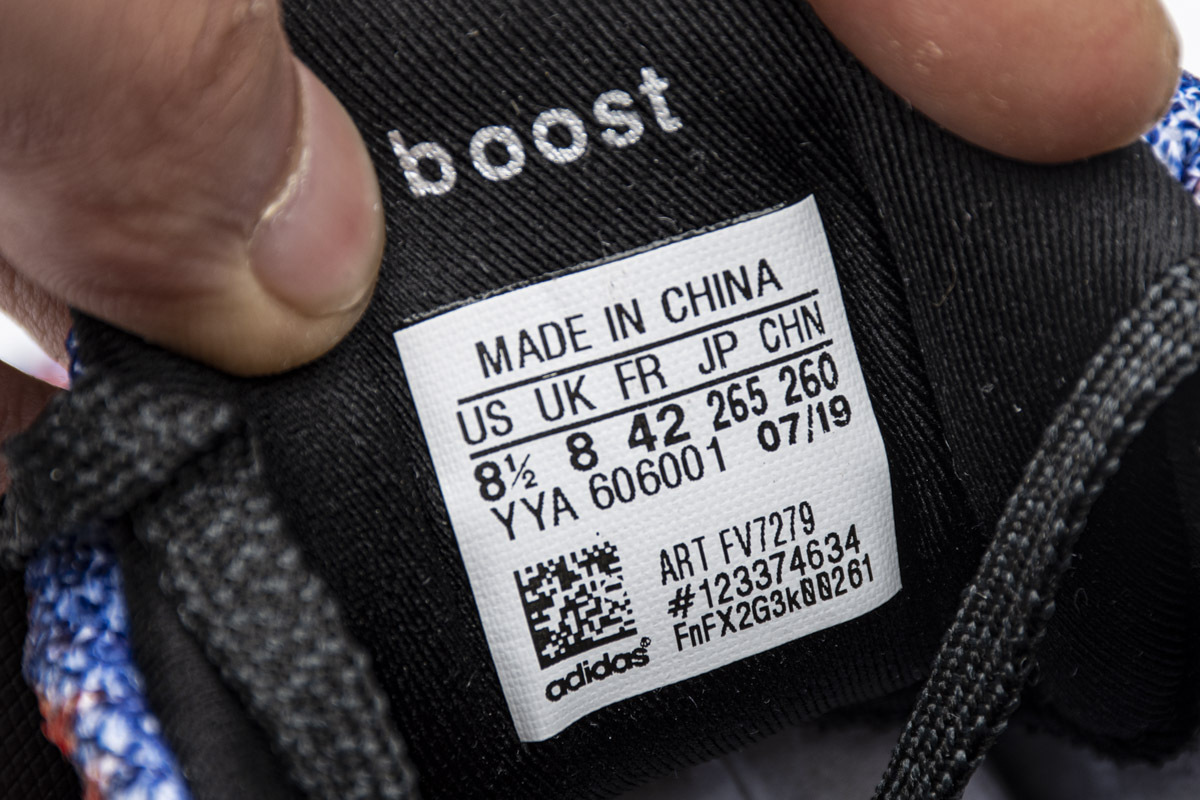 boost
MADE IN CHINA
US UK FR JP CHN
8½ 8 42 265 260
YYA 606001 07/19
ART FV7279
#123374634
FnFX2G3k00261
adidas®